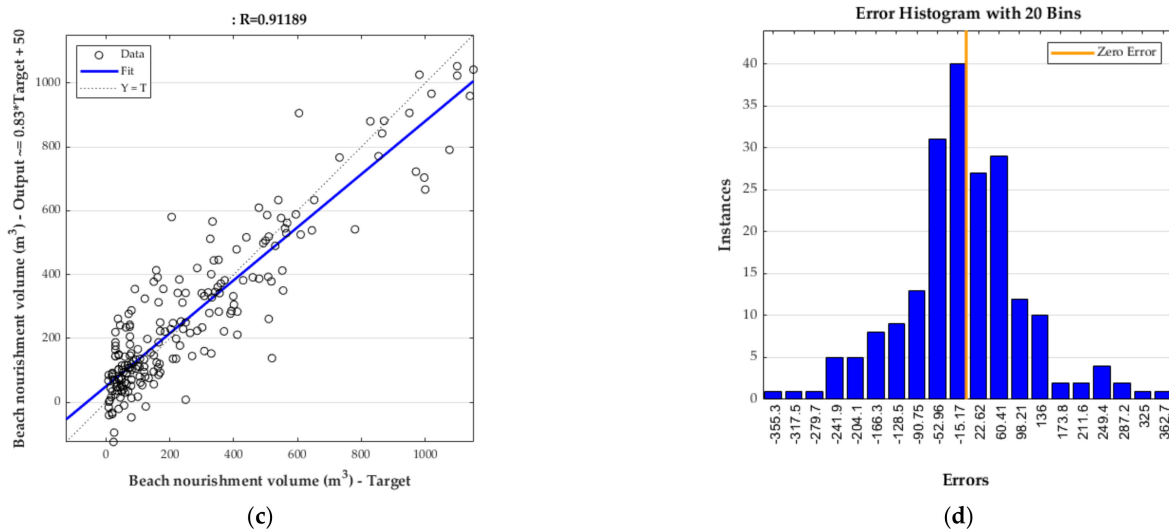 : R=0.91189
Beach nourishment volume (m³) - Output ~= 0.83*Target + 50
1000
800
600
400
200
0
Data
Fit
Y = T
0 200 400 600 800 1000
Beach nourishment volume (m³) - Target
(c)
Error Histogram with 20 Bins
Zero Error
Instances
40
35
30
25
20
15
10
5
0
-355.3
-317.5
-279.7
-241.9
-204.1
-166.3
-128.5
-90.75
-52.96
-15.17
22.62
60.41
98.21
136
173.8
211.6
249.4
287.2
325
362.7
Errors
(d)